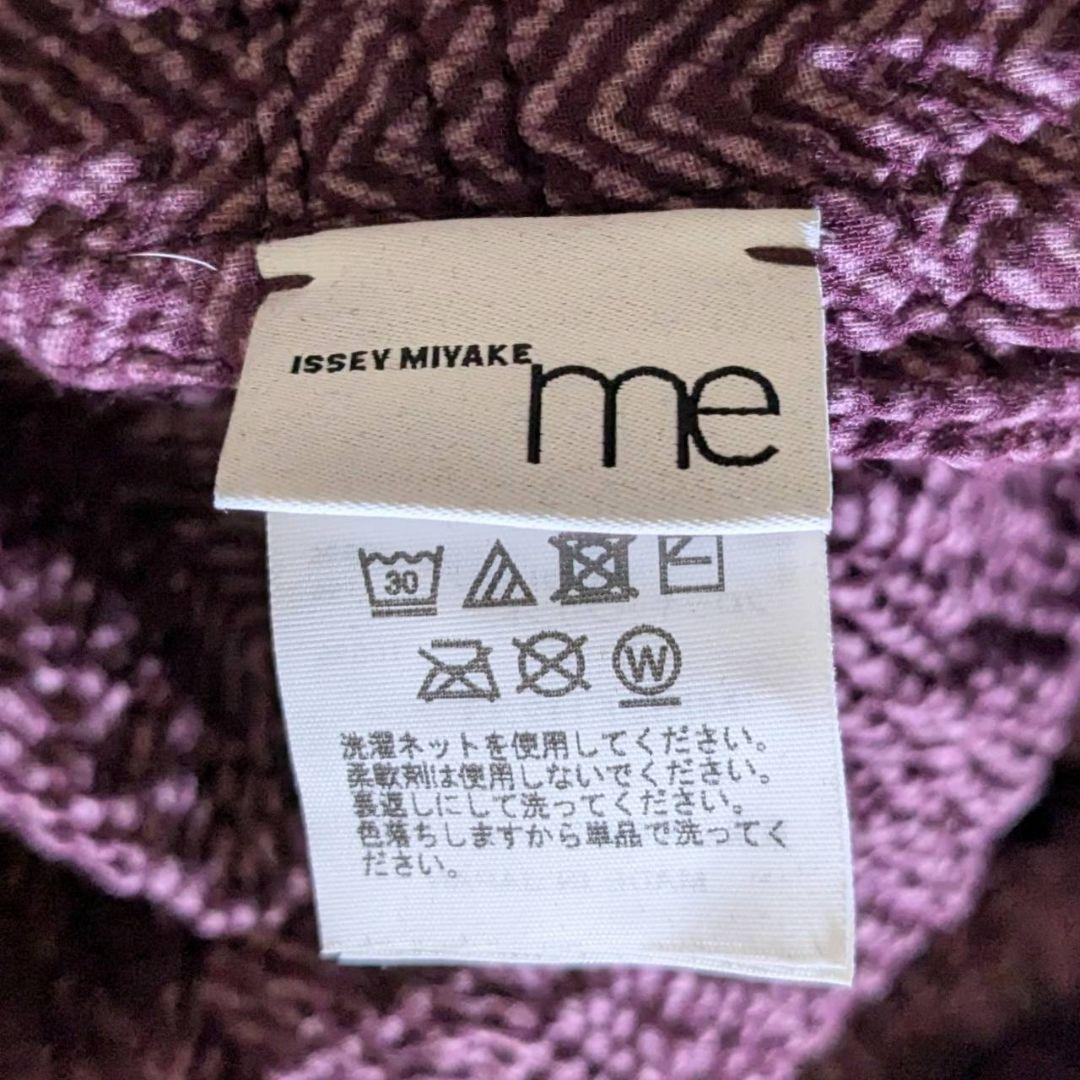 ISSEY MIYAKE
me
30
W
洗濯ネットを使用してください。
柔軟剤は使用しないでください。
裏返しにして洗ってください。
色落ちしますから単品で洗ってく
ださい。